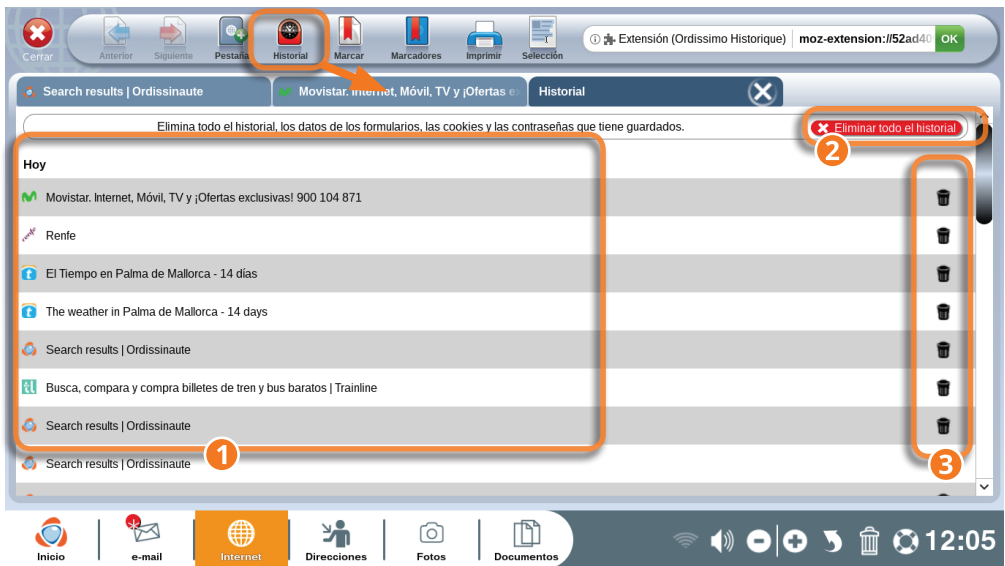 Cerrar
Anterior
Siguiente
Pestaña
Historial
Marcar
Marcadores
Imprimir
Selección
Extensión (Ordissimo Historique)
moz-extension://52ad40
OK
Search results | Ordissinaute
Movistar. Internet, Móvil, TV y ¡Ofertas e
Historial
Elimina todo el historial, los datos de los formularios, las cookies y las contraseñas que tiene guardados.
Eliminar todo el historial
2
Hoy
Movistar. Internet, Móvil, TV y ¡Ofertas exclusivas! 900 104 871
Renfe
El Tiempo en Palma de Mallorca - 14 días
The weather in Palma de Mallorca - 14 days
Search results | Ordissinaute
Busca, compara y compra billetes de tren y bus baratos | Trainline
Search results | Ordissinaute
1
3
Search results | Ordissinaute
Inicio
e-mail
Internet
Direcciones
Fotos
Documentos
12:05